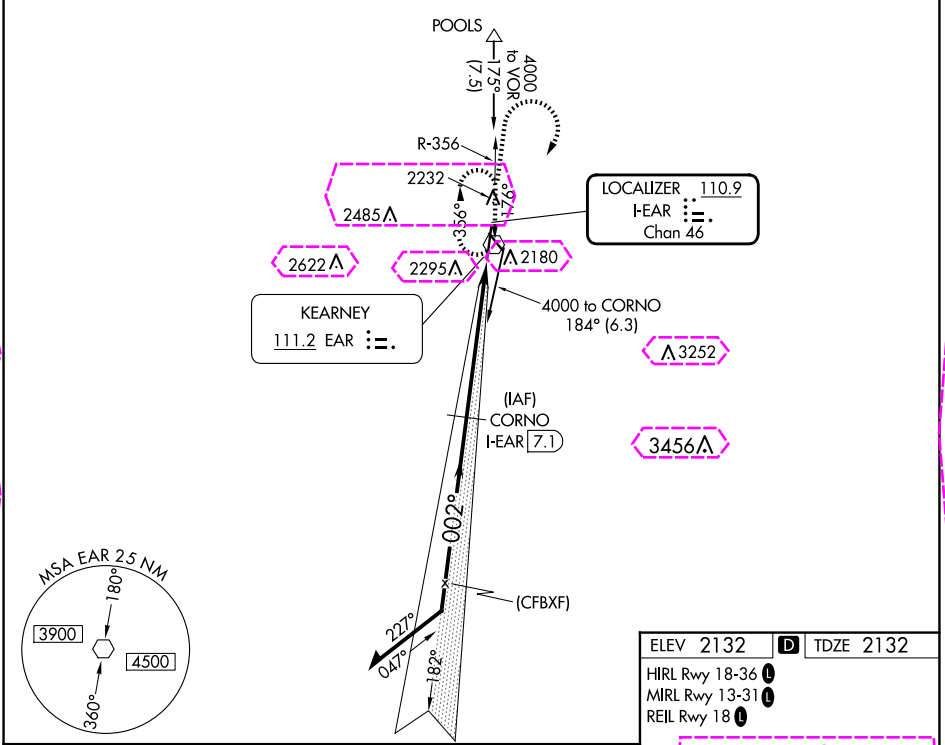 POOLS
175°
(7.5)
4000
to VOR
R-356
2232
2485
356°
176°
LOCALIZER 110.9
I-EAR
Chan 46
2622
2295
2180
KEARNEY
111.2 EAR
4000 to CORNO
184° (6.3)
3252
(IAF)
CORNO
I-EAR 7.1
3456
002°
(CFBXF)
227°
047°
182°
MSA EAR 25 NM
180°
3900
4500
360°
ELEV 2132 D TDZE 2132
HIRL Rwy 18-36 L
MIRL Rwy 13-31 L
REIL Rwy 18 L